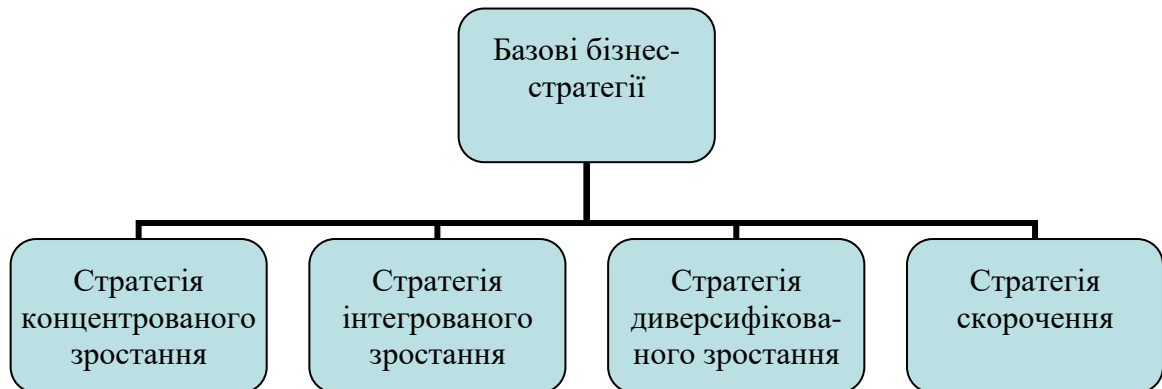 Базові бізнес-
стратегії
Стратегія
концентрованого
зростання
Стратегія
інтегрованого
зростання
Стратегія
диверсифікова-
ного зростання
Стратегія
скорочення